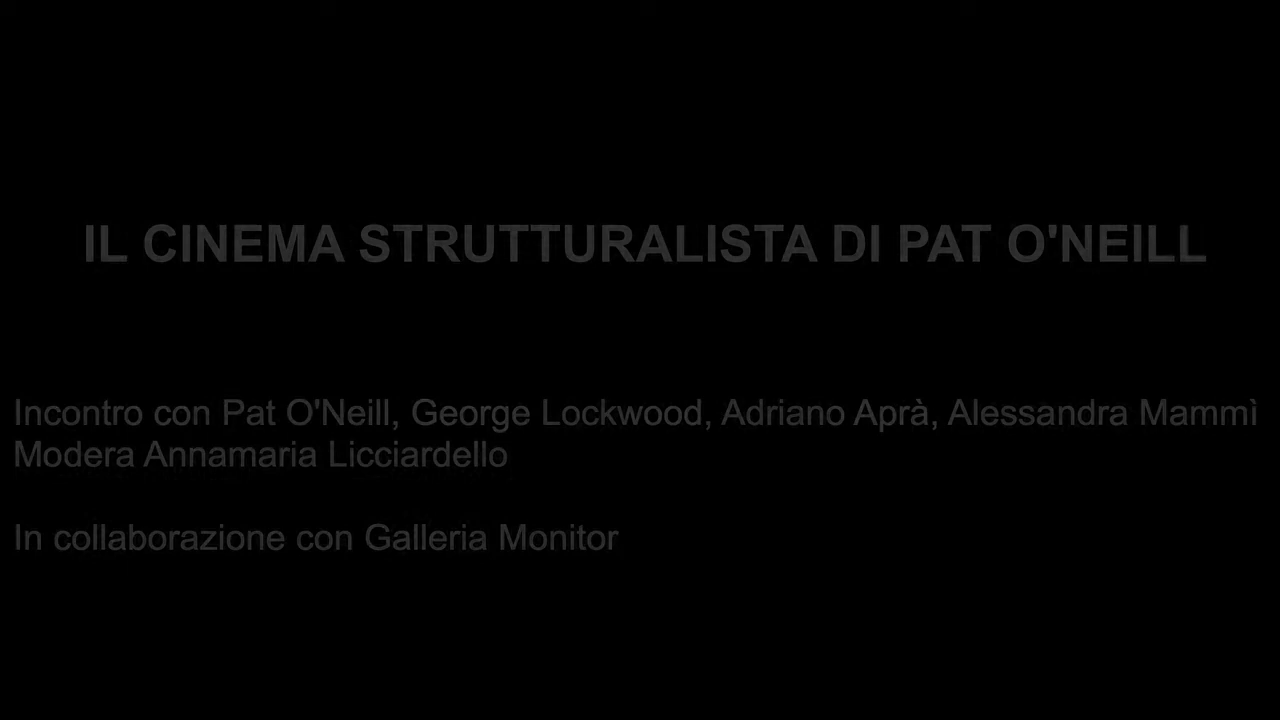 IL CINEMA STRUTTURALISTA DI PAT O'NEILL
Incontro con Pat O'Neill, George Lockwood, Adriano Aprà, Alessandra Mammì
Modera Annamaria Licciardello
In collaborazione con Galleria Monitor